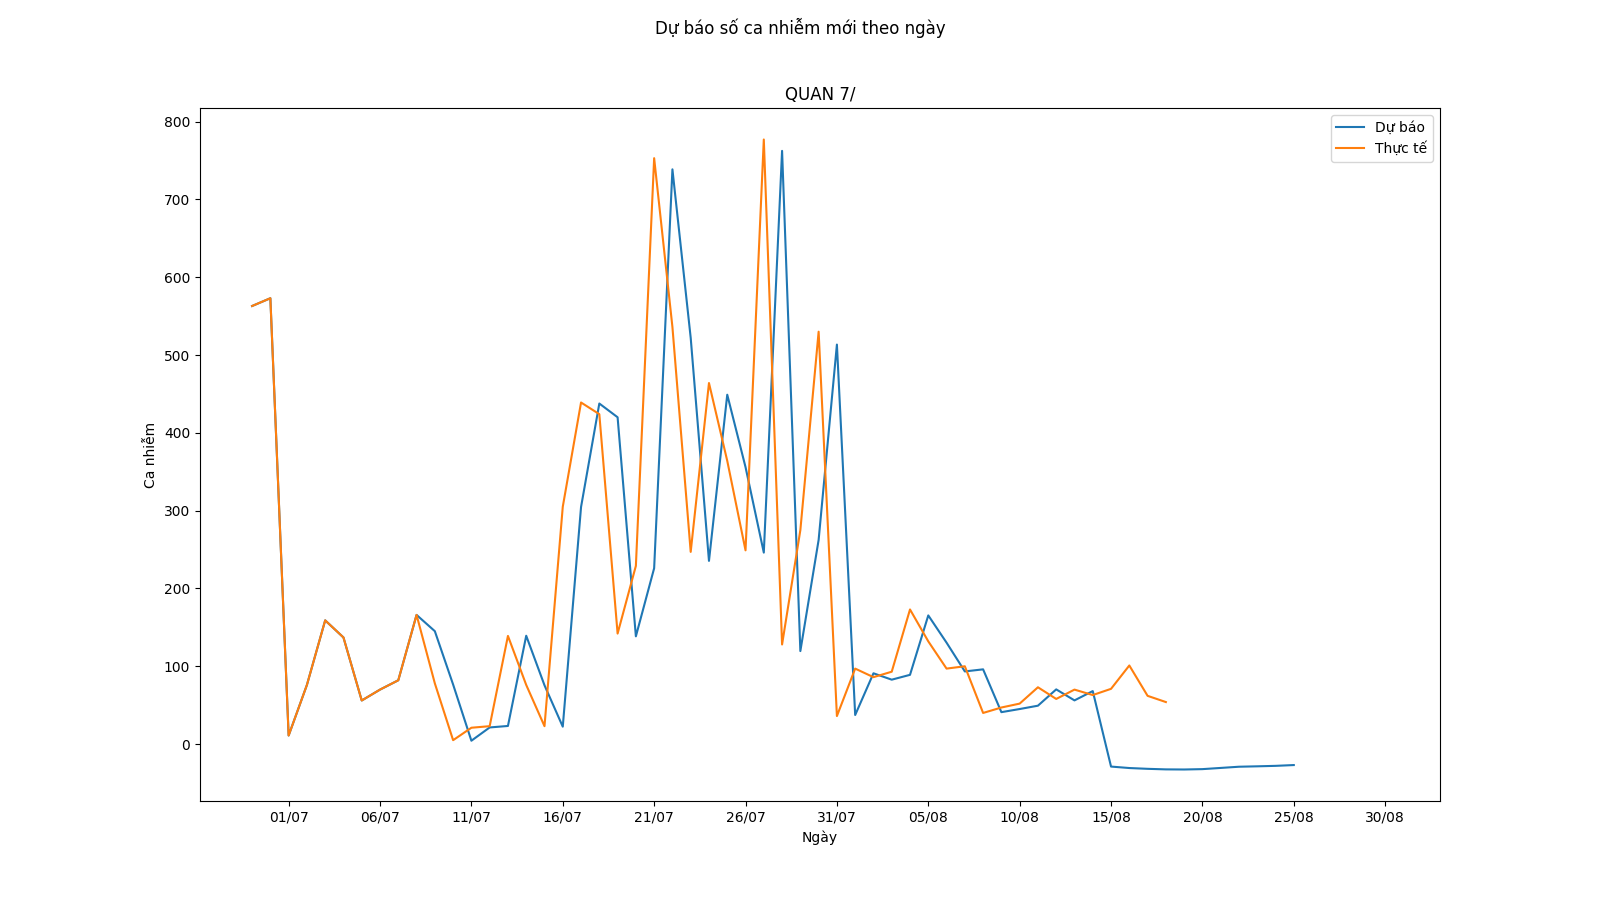 Dự báo số ca nhiễm mới theo ngày
QUAN 7/
Dự báo
Thực tế
800
700
600
500
400
300
200
100
0
Ca nhiễm
01/07 06/07 11/07 16/07 21/07 26/07 31/07 05/08 10/08 15/08 20/08 25/08 30/08
Ngày